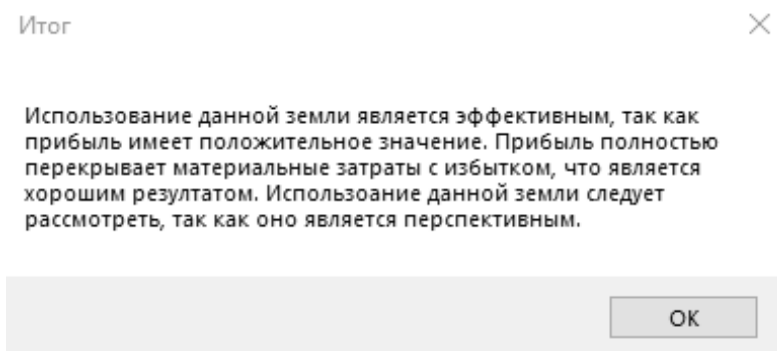 Итог
Использование данной земли является эффективным, так как
прибыль имеет положительное значение. Прибыль полностью
перекрывает материальные затраты с избытком, что является
хорошим резултатом. Использоание данной земли следует
рассмотреть, так как оно является перспективным.
ОК